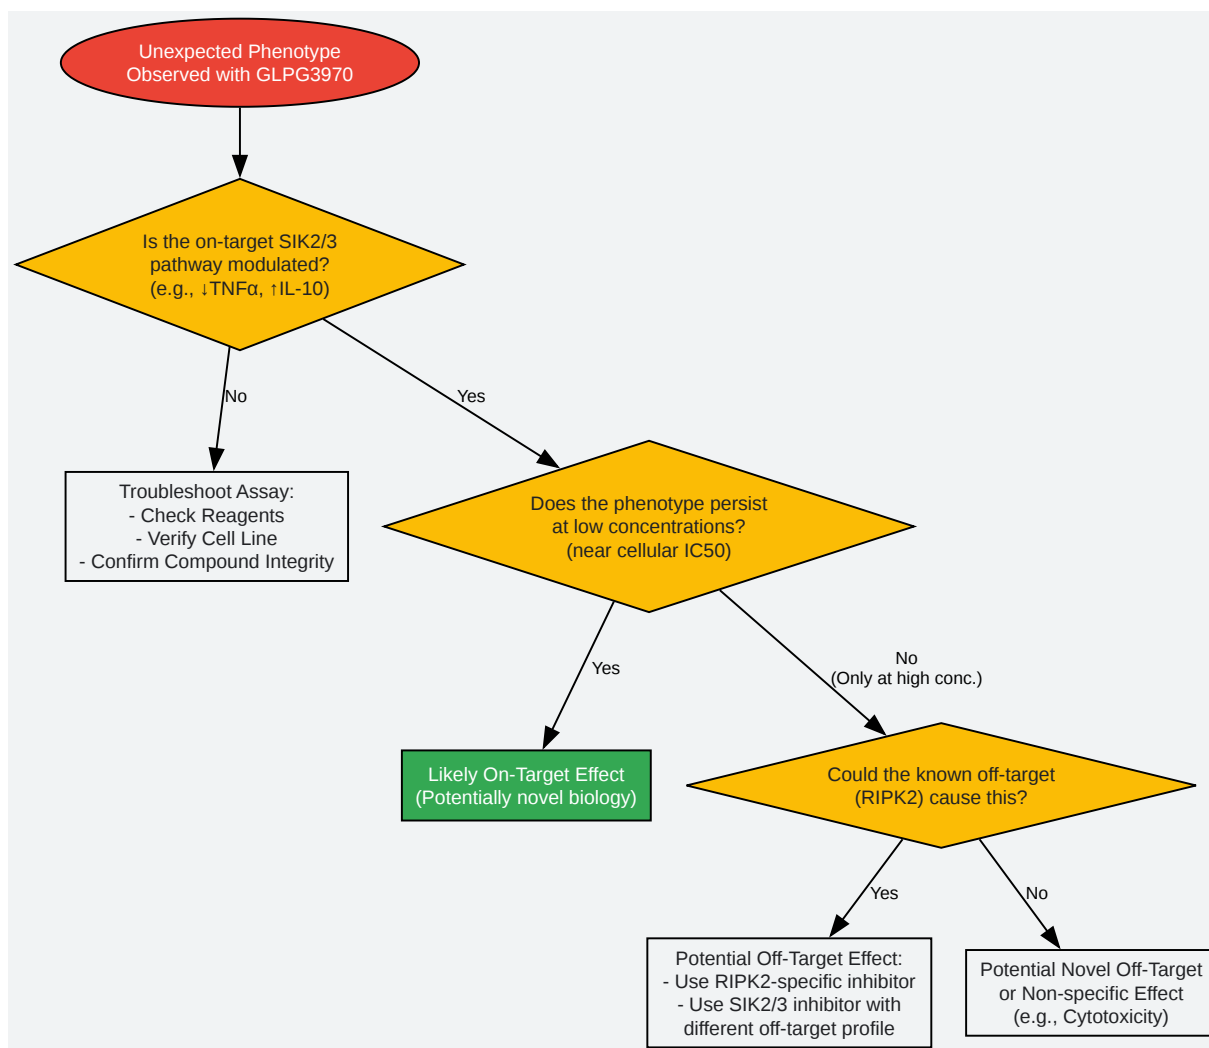 Unexpected Phenotype
Observed with GLPG3970
Is the on-target SIK2/3
pathway modulated?
(e.g., ↓TNFα, ↑IL-10)
No
Yes
Troubleshoot Assay:
- Check Reagents
- Verify Cell Line
- Confirm Compound Integrity
Does the phenotype persist
at low concentrations?
(near cellular IC50)
Yes
No
(Only at high conc.)
Likely On-Target Effect
(Potentially novel biology)
Could the known off-target
(RIPK2) cause this?
Yes
No
Potential Off-Target Effect:
- Use RIPK2-specific inhibitor
- Use SIK2/3 inhibitor with
different off-target profile
Potential Novel Off-Target
or Non-specific Effect
(e.g., Cytotoxicity)